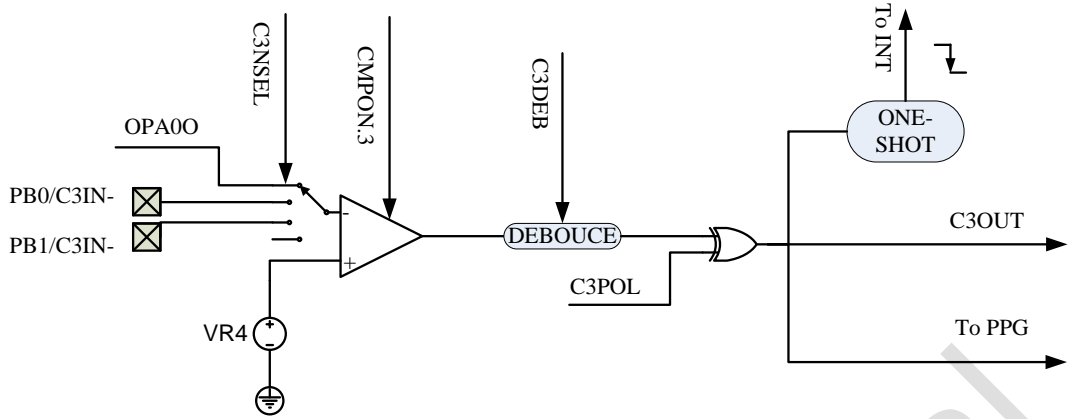 C3NSEL
CMPON.3
C3DEB
To INT
OPA0O
PB0/C3IN-
PB1/C3IN-
-
+
DEBOUCE
ONE-
SHOT
C3OUT
C3POL
VR4
+
-
To PPG